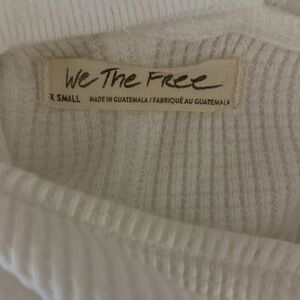 We The Free
X SMALL MADE IN GUATEMALA / FABRIQUÉ AU GUATEMALA